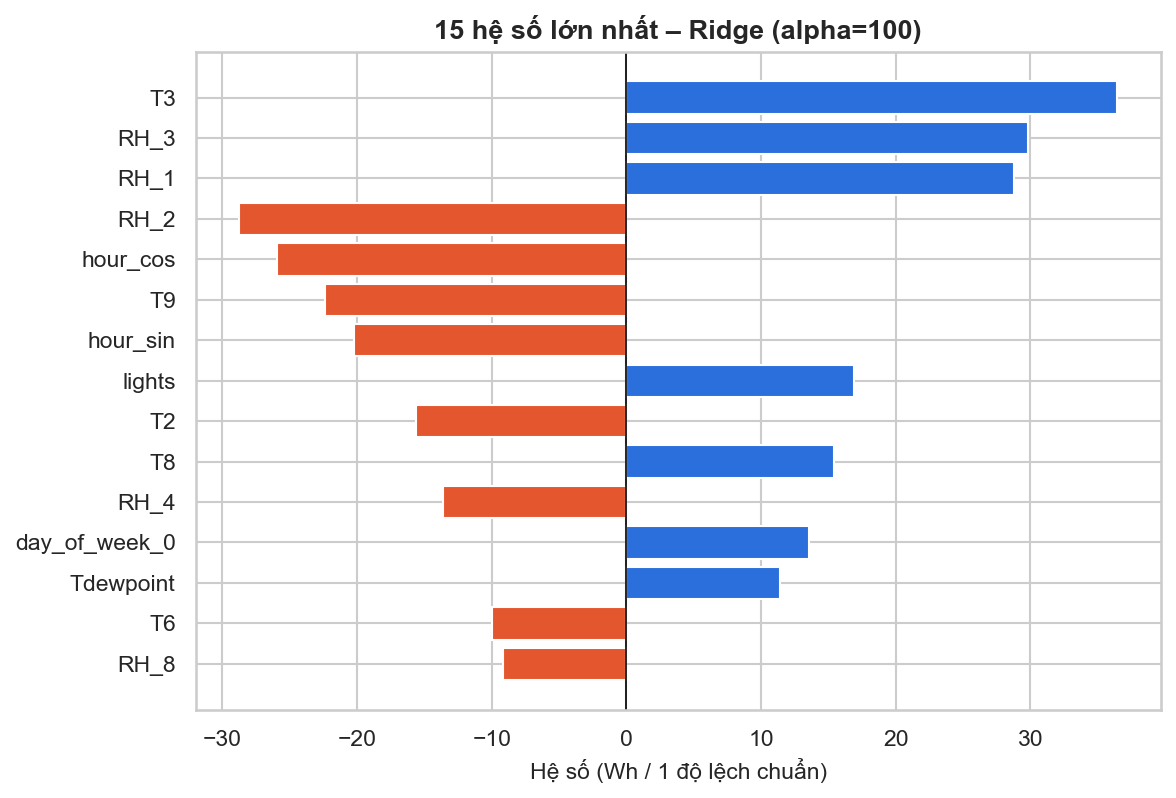 15 hệ số lớn nhất – Ridge (alpha=100)
T3
RH_3
RH_1
RH_2
hour_cos
T9
hour_sin
lights
T2
T8
RH_4
day_of_week_0
Tdewpoint
T6
RH_8
−30 −20 −10 0 10 20 30
Hệ số (Wh / 1 độ lệch chuẩn)